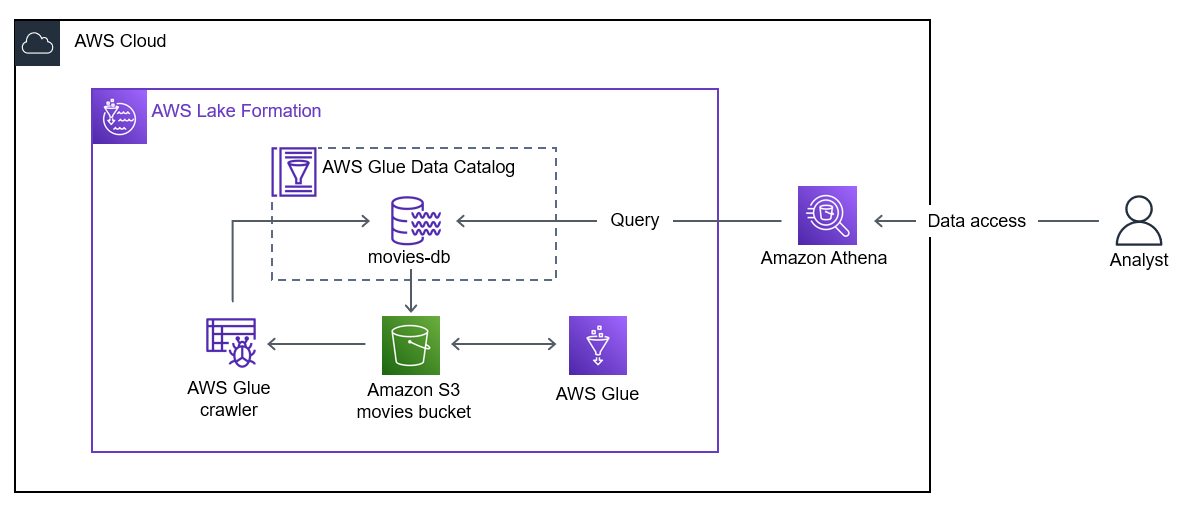 AWS Cloud
AWS Lake Formation
AWS Glue Data Catalog
movies-db
Query
Amazon Athena
Data access
Analyst
AWS Glue
crawler
Amazon S3
movies bucket
AWS Glue